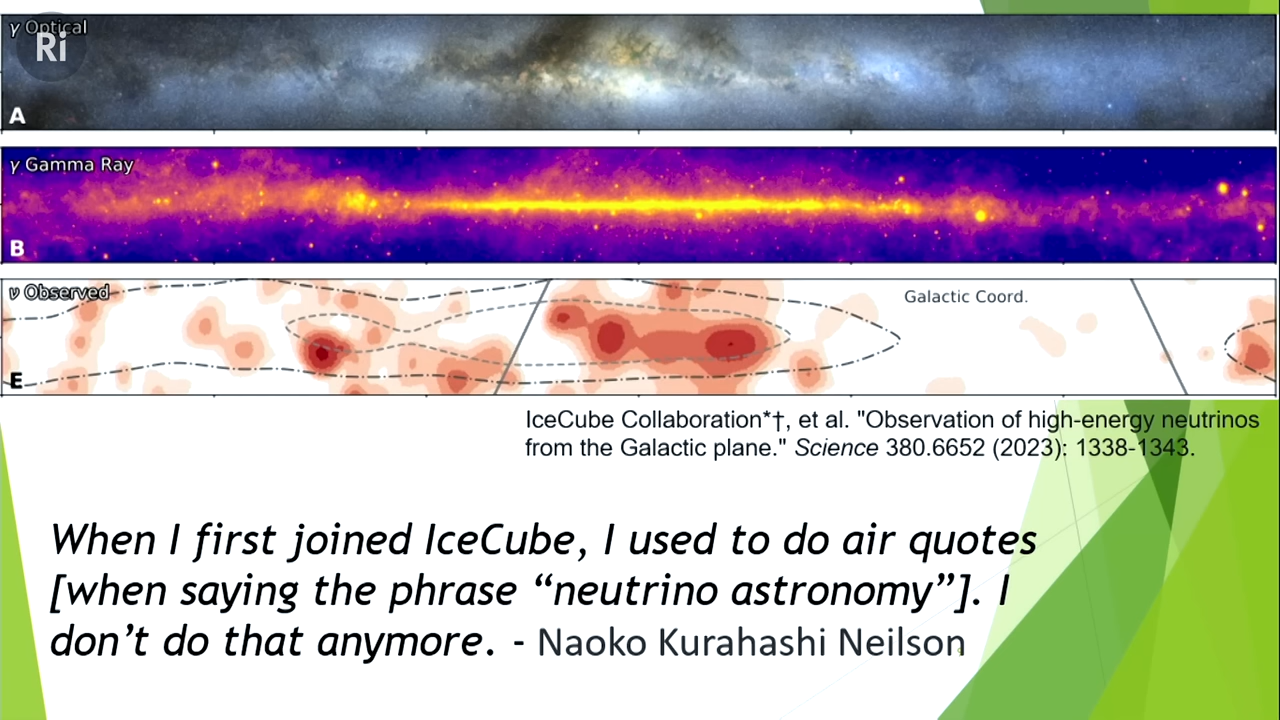 γ Optical
Ri
A
γ Gamma Ray
B
ν Observed
Galactic Coord.
E
IceCube Collaboration*†, et al. "Observation of high-energy neutrinos
from the Galactic plane." Science 380.6652 (2023): 1338-1343.
When I first joined IceCube, I used to do air quotes
[when saying the phrase “neutrino astronomy”]. I
don’t do that anymore. - Naoko Kurahashi Neilson